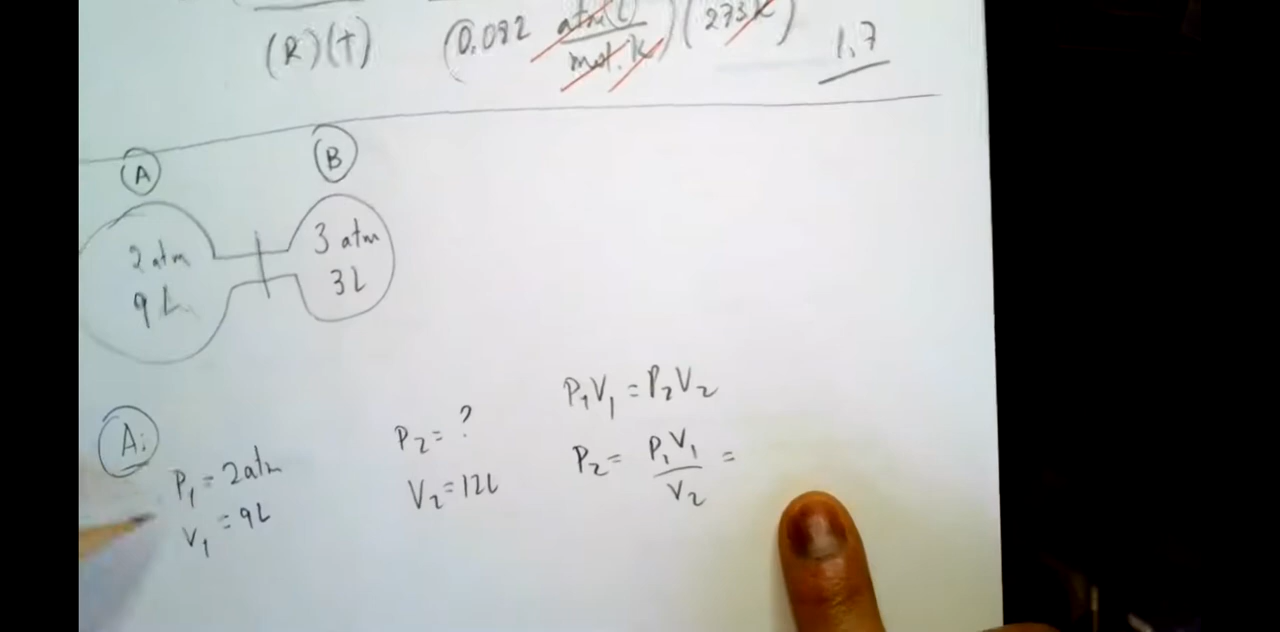 (R)(T)
(0.082 atm(L)/mol.K)(273K)
1.7
A
B
2 atm
9 L
3 atm
3L
A:
P1 = 2atm
V1 = 9L
P2 = ?
V2 = 12L
P1V1 = P2V2
P2 = P1V1/V2 =